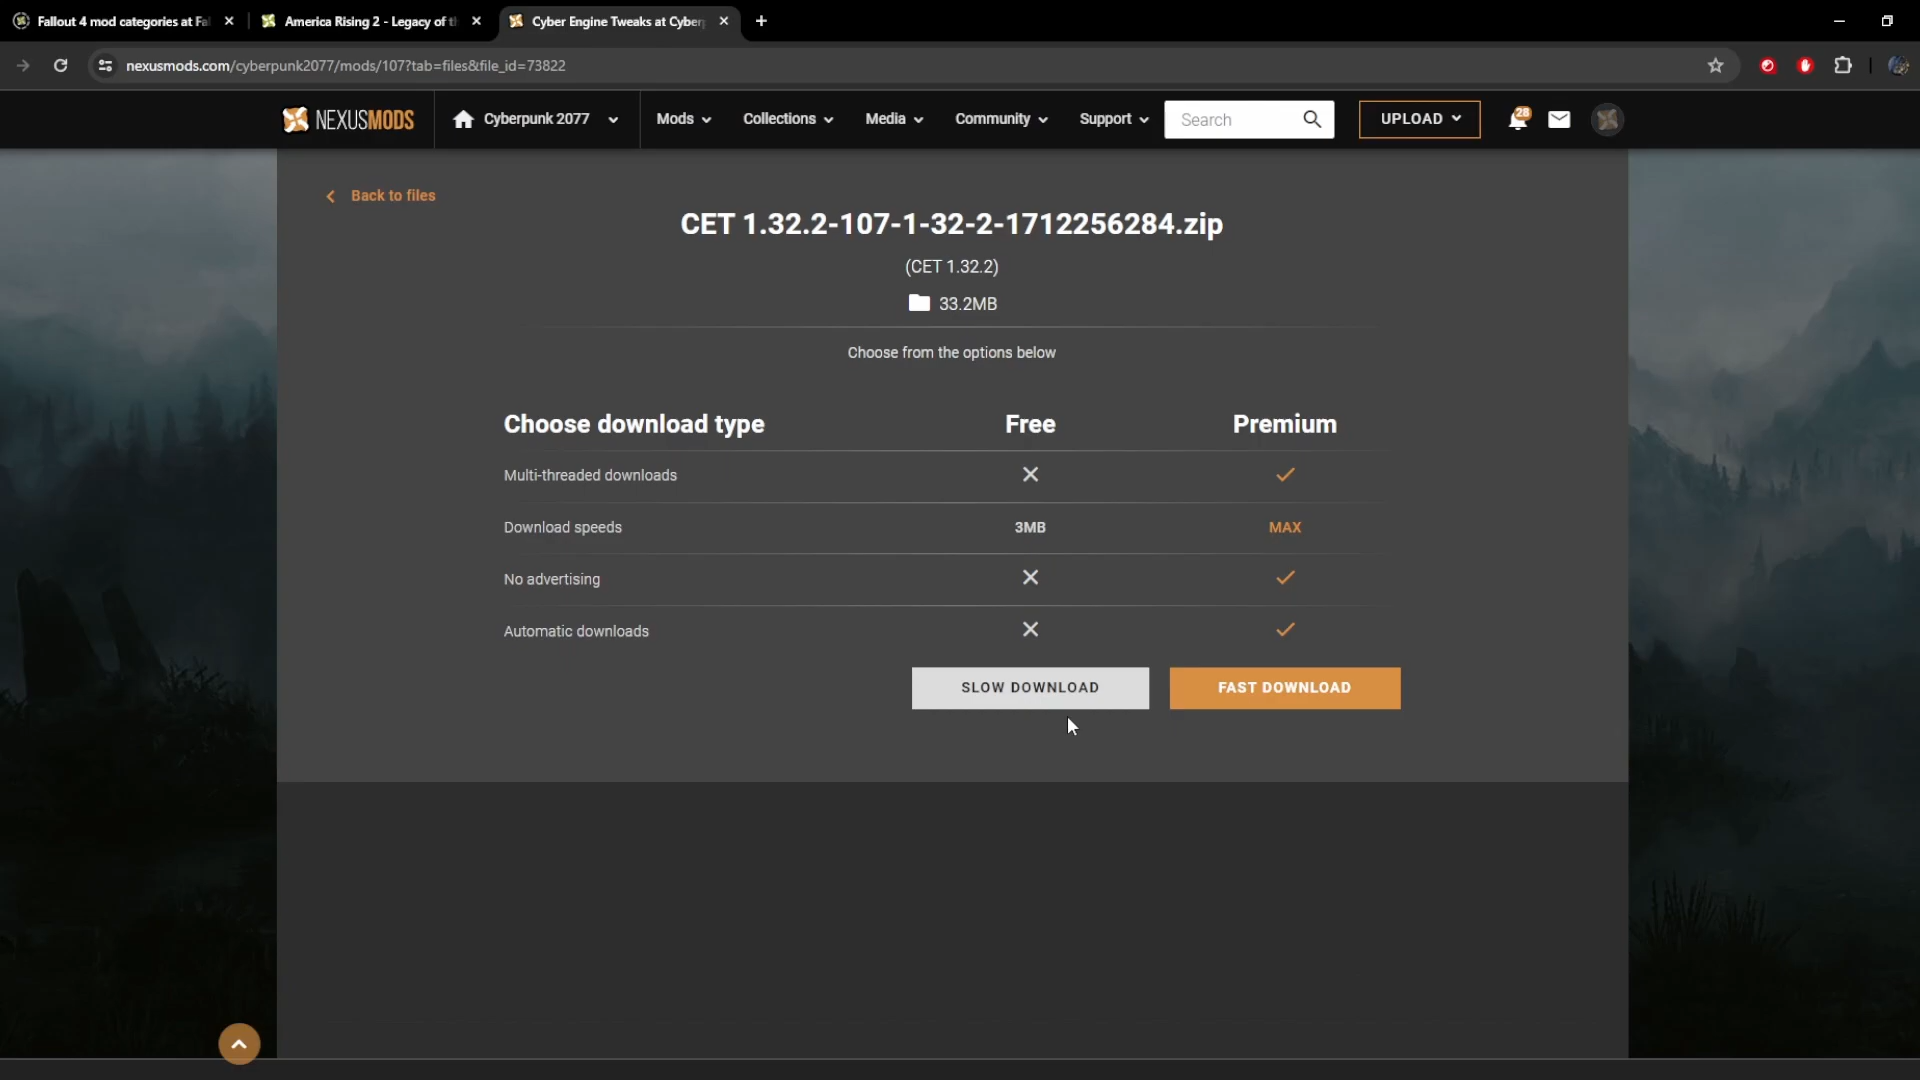 Fallout 4 mod categories at Fa
America Rising 2 - Legacy of t
Cyber Engine Tweaks at Cyber
nexusmods.com/cyberpunk2077/mods/107?tab=files&file_id=73822
NEXUSMODS
Cyberpunk 2077
Mods
Collections
Media
Community
Support
Search
UPLOAD
28
Back to files
CET 1.32.2-107-1-32-2-1712256284.zip
(CET 1.32.2)
33.2MB
Choose from the options below
Choose download type Free Premium
Multi-threaded downloads
Download speeds 3MB MAX
No advertising
Automatic downloads
SLOW DOWNLOAD FAST DOWNLOAD